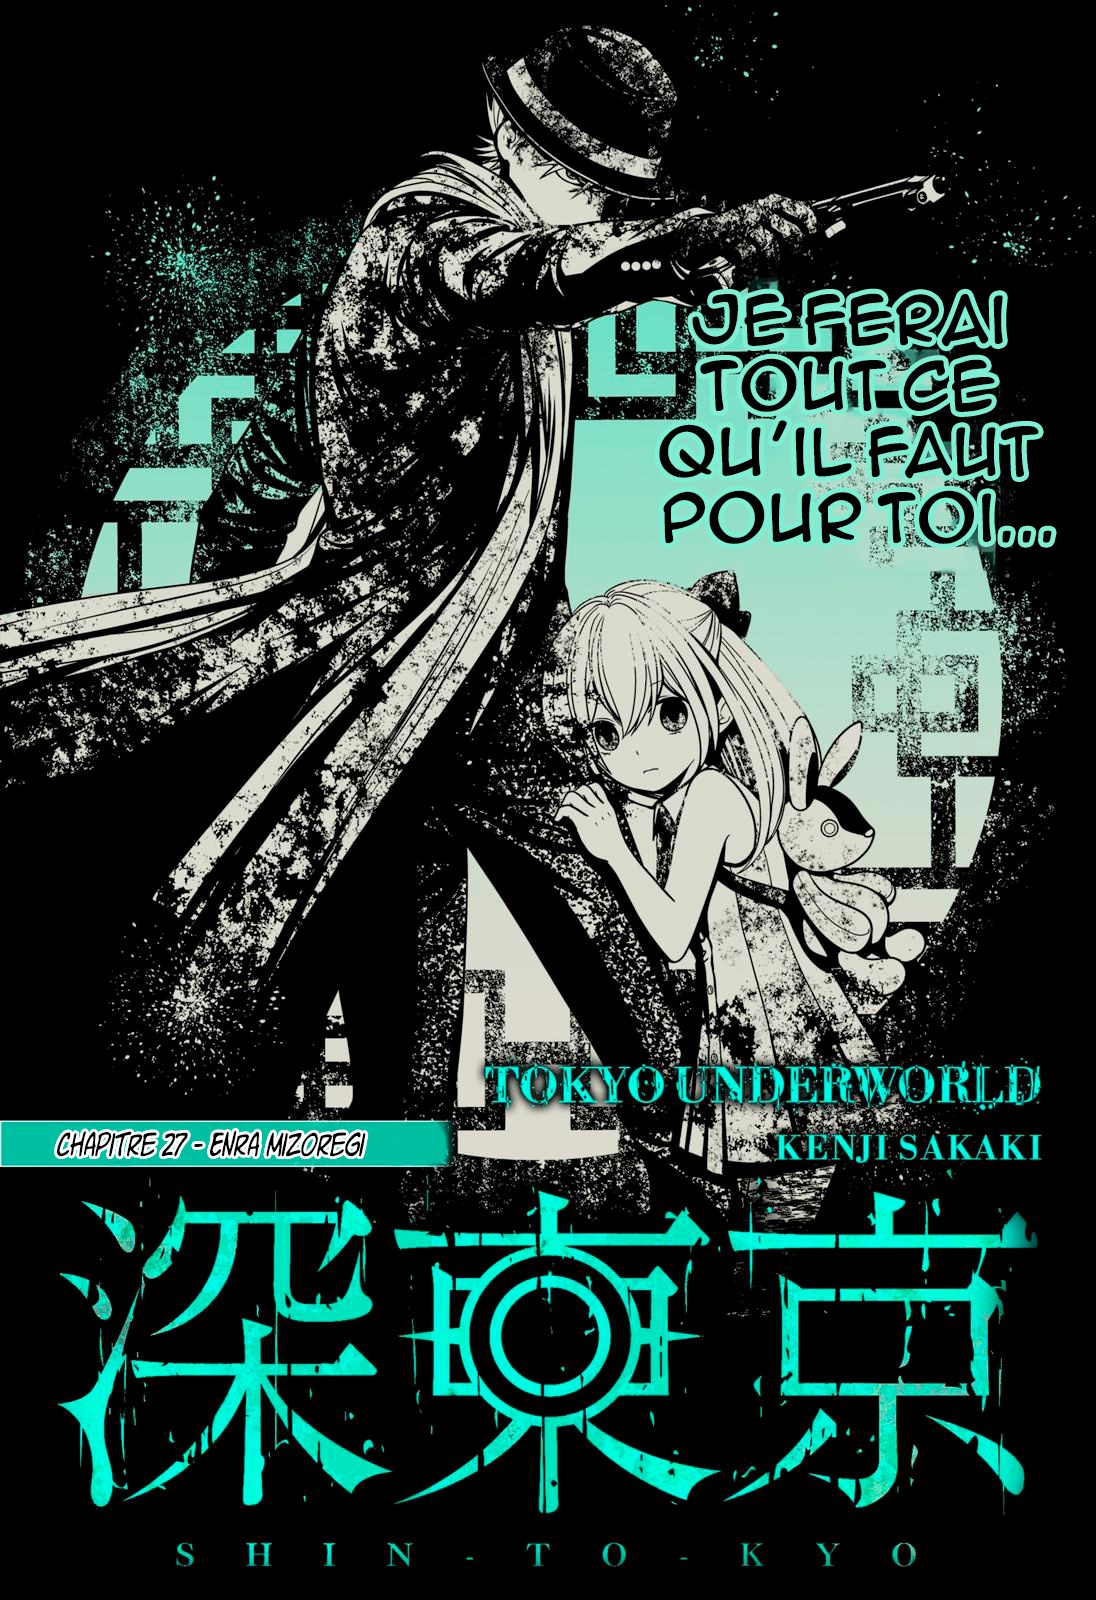 JE FERAI
TOUT CE
QU'IL FAUT
POUR TOI...
TOKYO UNDERWORLD
CHAPITRE 27 - ENRA MIZOREGI
KENJI SAKAKI
深東京
SHIN-TO-KYO